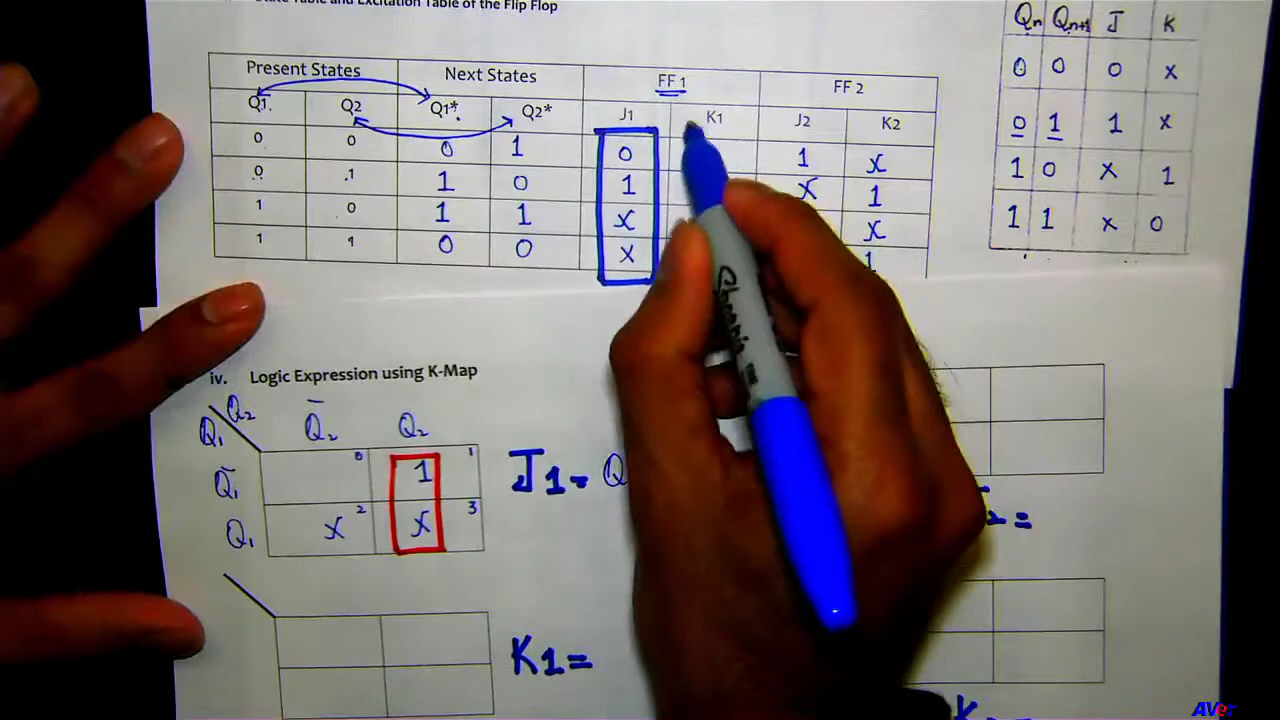 State Table and Excitation Table of the Flip Flop
Present States Next States FF 1 FF 2
Q1. Q2 Q1*. Q2* J1 K1 J2 K2
0 0 0 1 0 1 x
0 .1 1 0 1 x 1
1 0 1 1 x x
1 1 0 0 x 1
Qn Qn+1 J K
0 0 0 x
0 1 1 x
1 0 x 1
1 1 x 0
iv. Logic Expression using K-Map
Q2 Q̄2 Q2
Q1
Q̄1 0 1 1
Q1 x 2 x 3
J1 = Q
2 =
K1 =
K
AVer